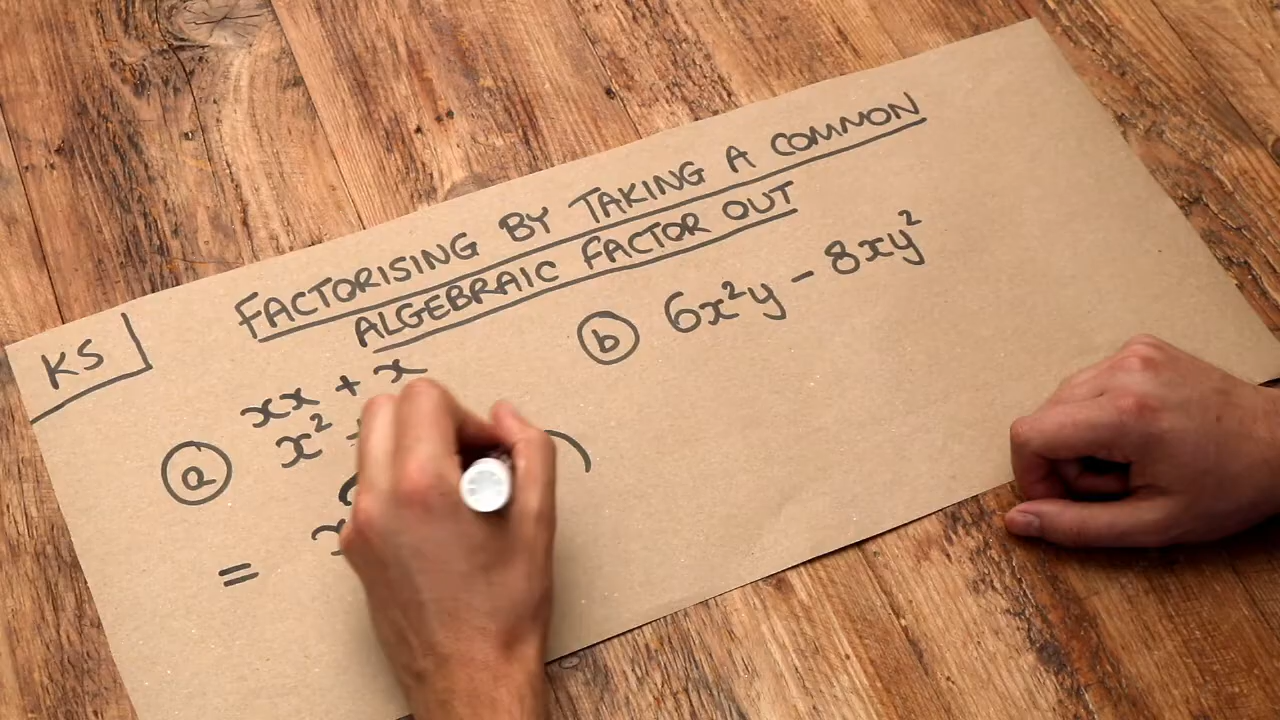 FACTORISING BY TAKING A COMMON
ALGEBRAIC FACTOR OUT
KS
xx + x
ⓐ x²
= x )
ⓑ 6x²y - 8xy²